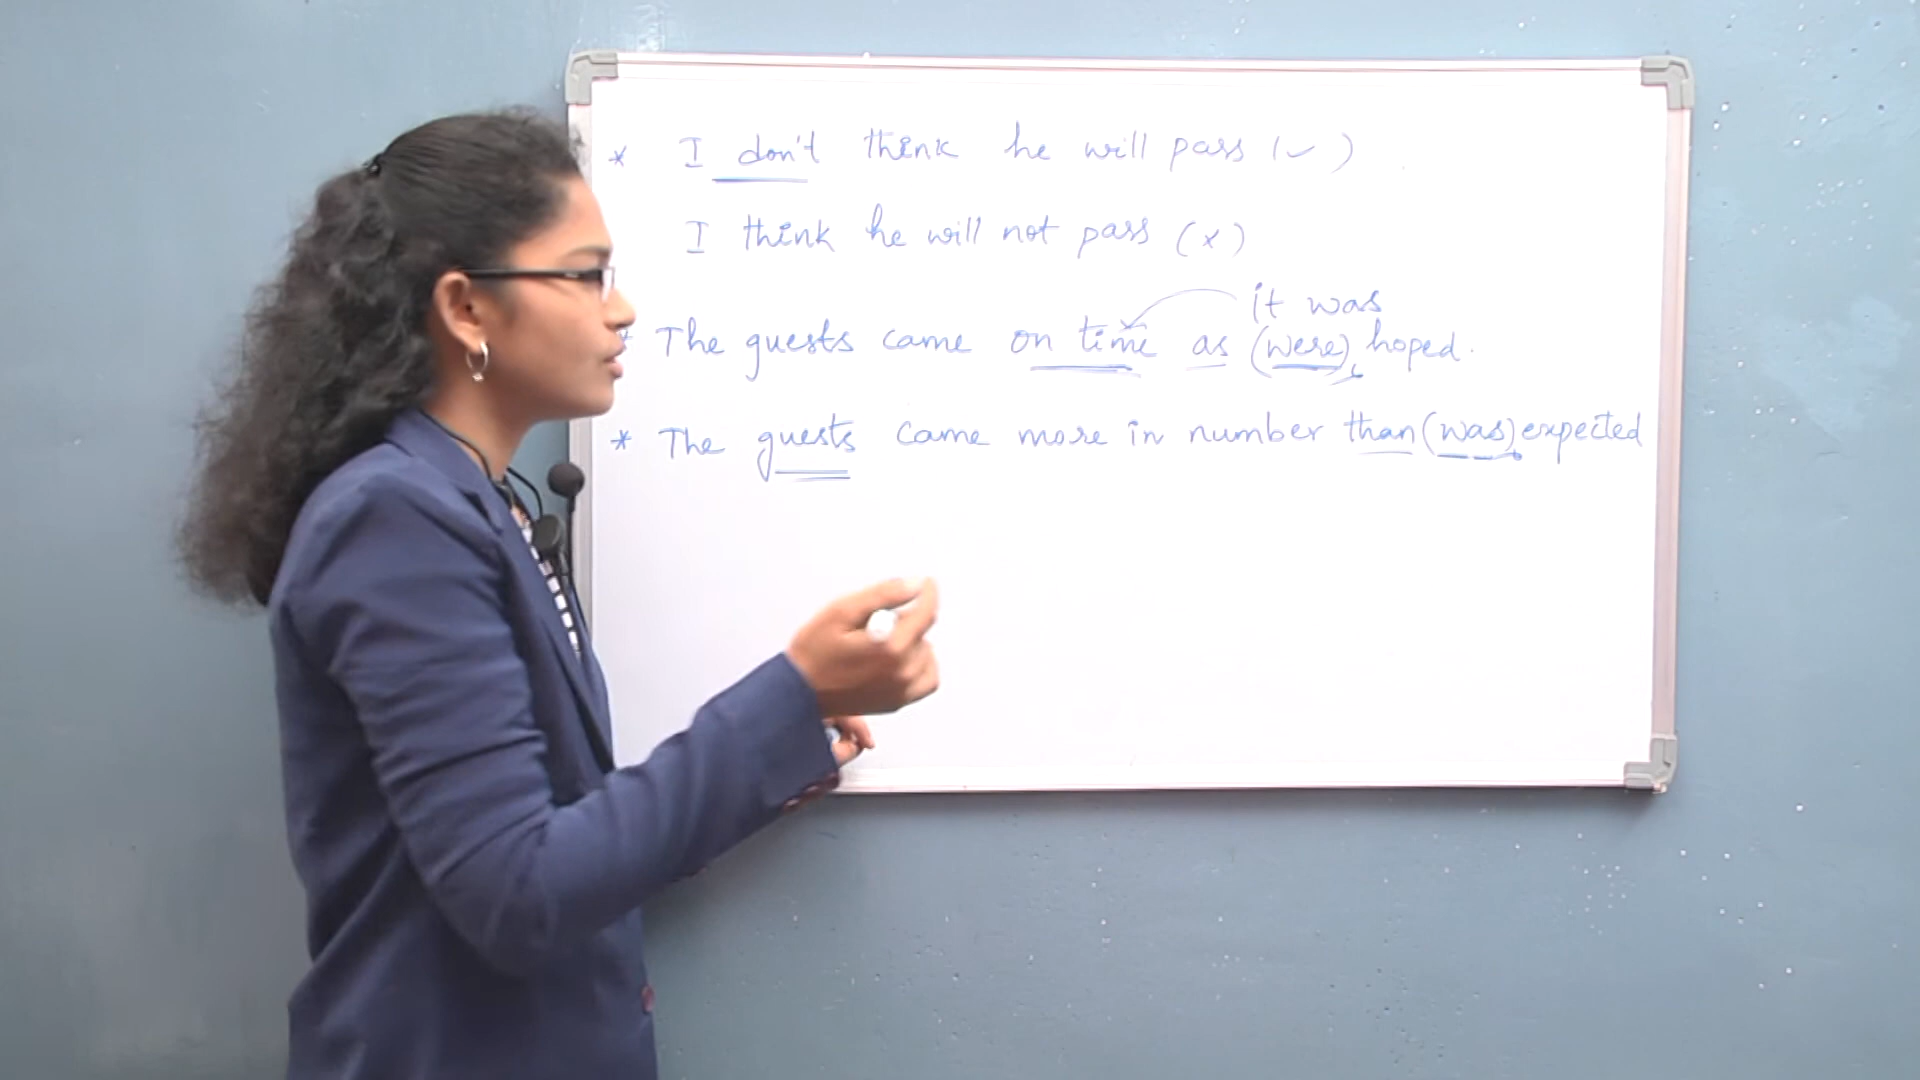 * I don't think he will pass (✓)
I think he will not pass (x)
it was
* The guests came on time as (were) hoped.
* The guests came more in number than (was) expected